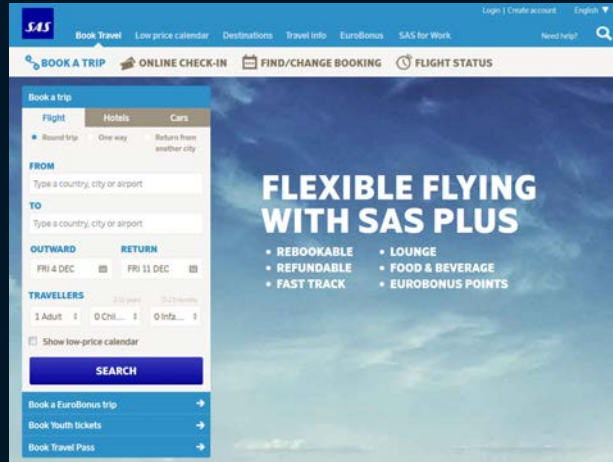 Login | Create account English
SAS Book Travel Low price calendar Destinations Travel info EuroBonus SAS for Work Need help?
BOOK A TRIP ONLINE CHECK-IN FIND/CHANGE BOOKING FLIGHT STATUS
Book a trip
Flight Hotels Cars
Round trip One way Return from another city
FROM
Type a country, city or airport
TO
Type a country, city or airport
OUTWARD RETURN
FRI 4 DEC FRI 11 DEC
TRAVELLERS
1 Adult 0 Chil... 0 Infa...
Show low-price calendar
SEARCH
Book a EuroBonus trip
Book Youth tickets
Book Travel Pass
FLEXIBLE FLYING
WITH SAS PLUS
• REBOOKABLE • LOUNGE
• REFUNDABLE • FOOD & BEVERAGE
• FAST TRACK • EUROBONUS POINTS